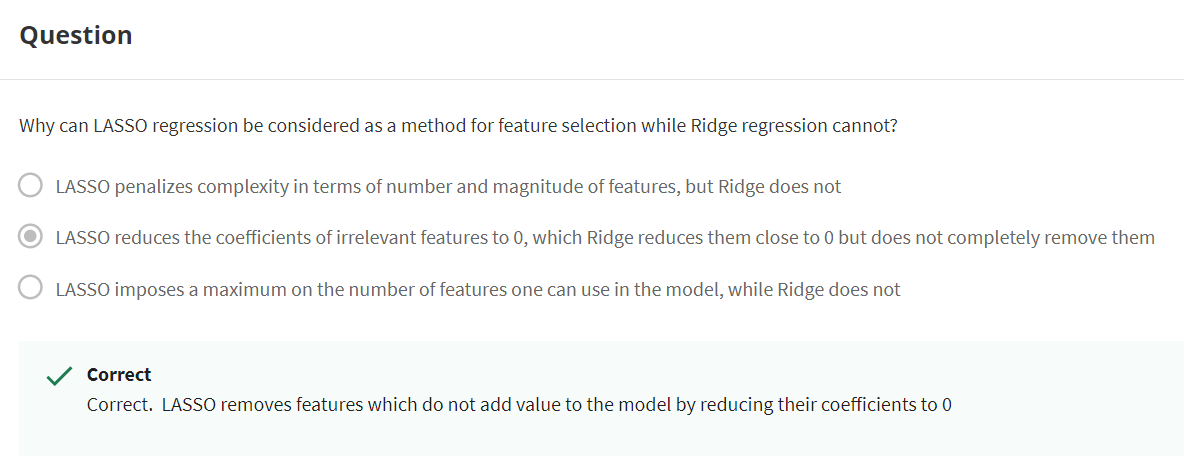 Question
Why can LASSO regression be considered as a method for feature selection while Ridge regression cannot?
LASSO penalizes complexity in terms of number and magnitude of features, but Ridge does not
LASSO reduces the coefficients of irrelevant features to 0, which Ridge reduces them close to 0 but does not completely remove them
LASSO imposes a maximum on the number of features one can use in the model, while Ridge does not
Correct
Correct.  LASSO removes features which do not add value to the model by reducing their coefficients to 0